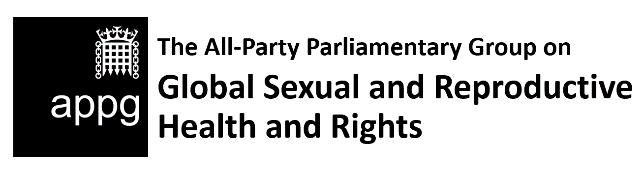 The All-Party Parliamentary Group on
appg
Global Sexual and Reproductive
Health and Rights